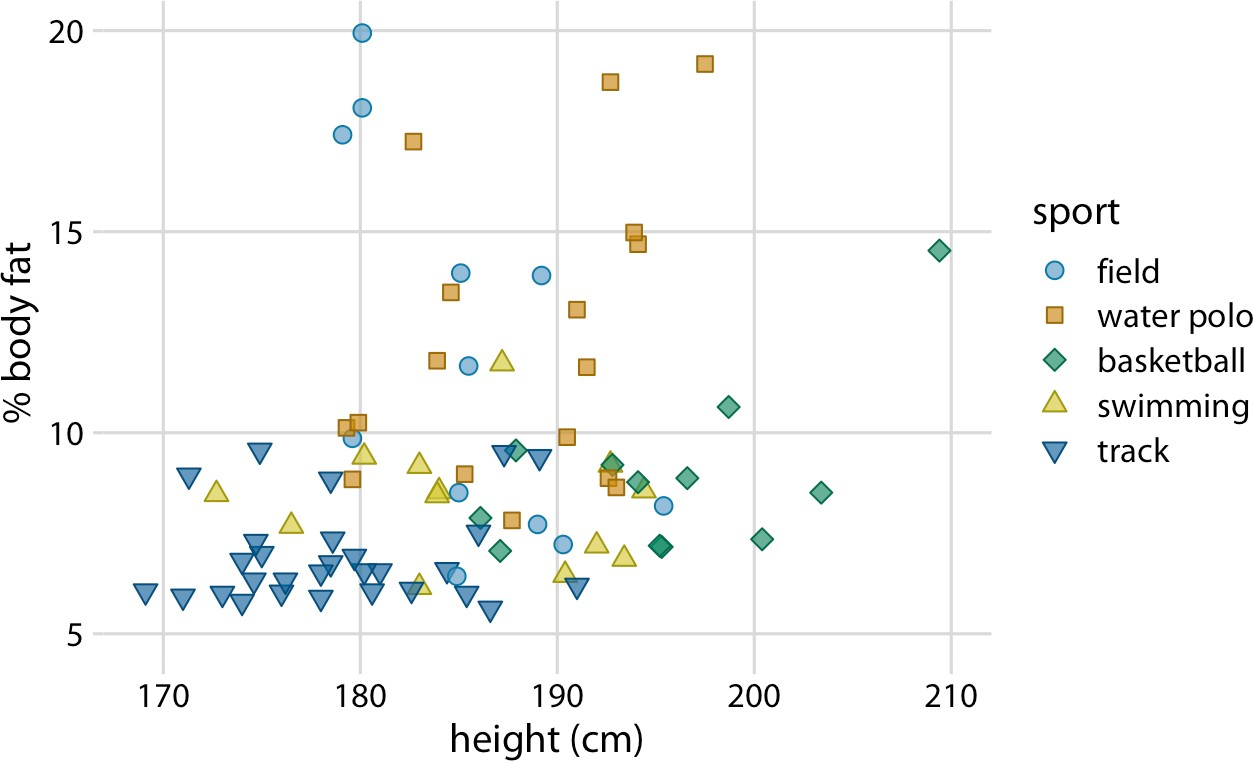 20
15
10
5
% body fat
170 180 190 200 210
height (cm)
sport
field
water polo
basketball
swimming
track